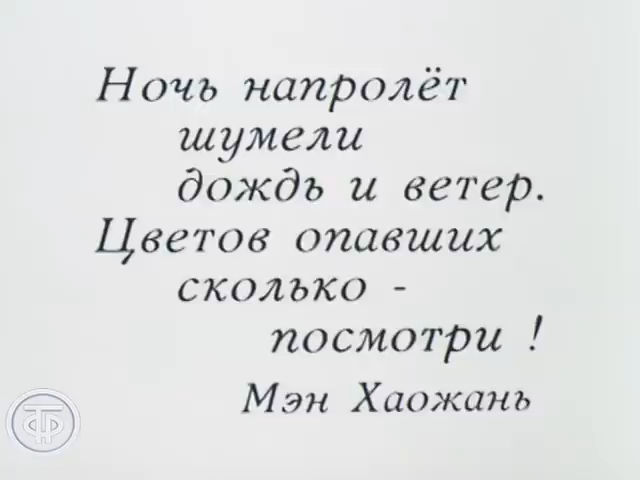 Ночь напролёт
шумели
дождь и ветер.
Цветов опавших
сколько -
посмотри !
Мэн Хаожань